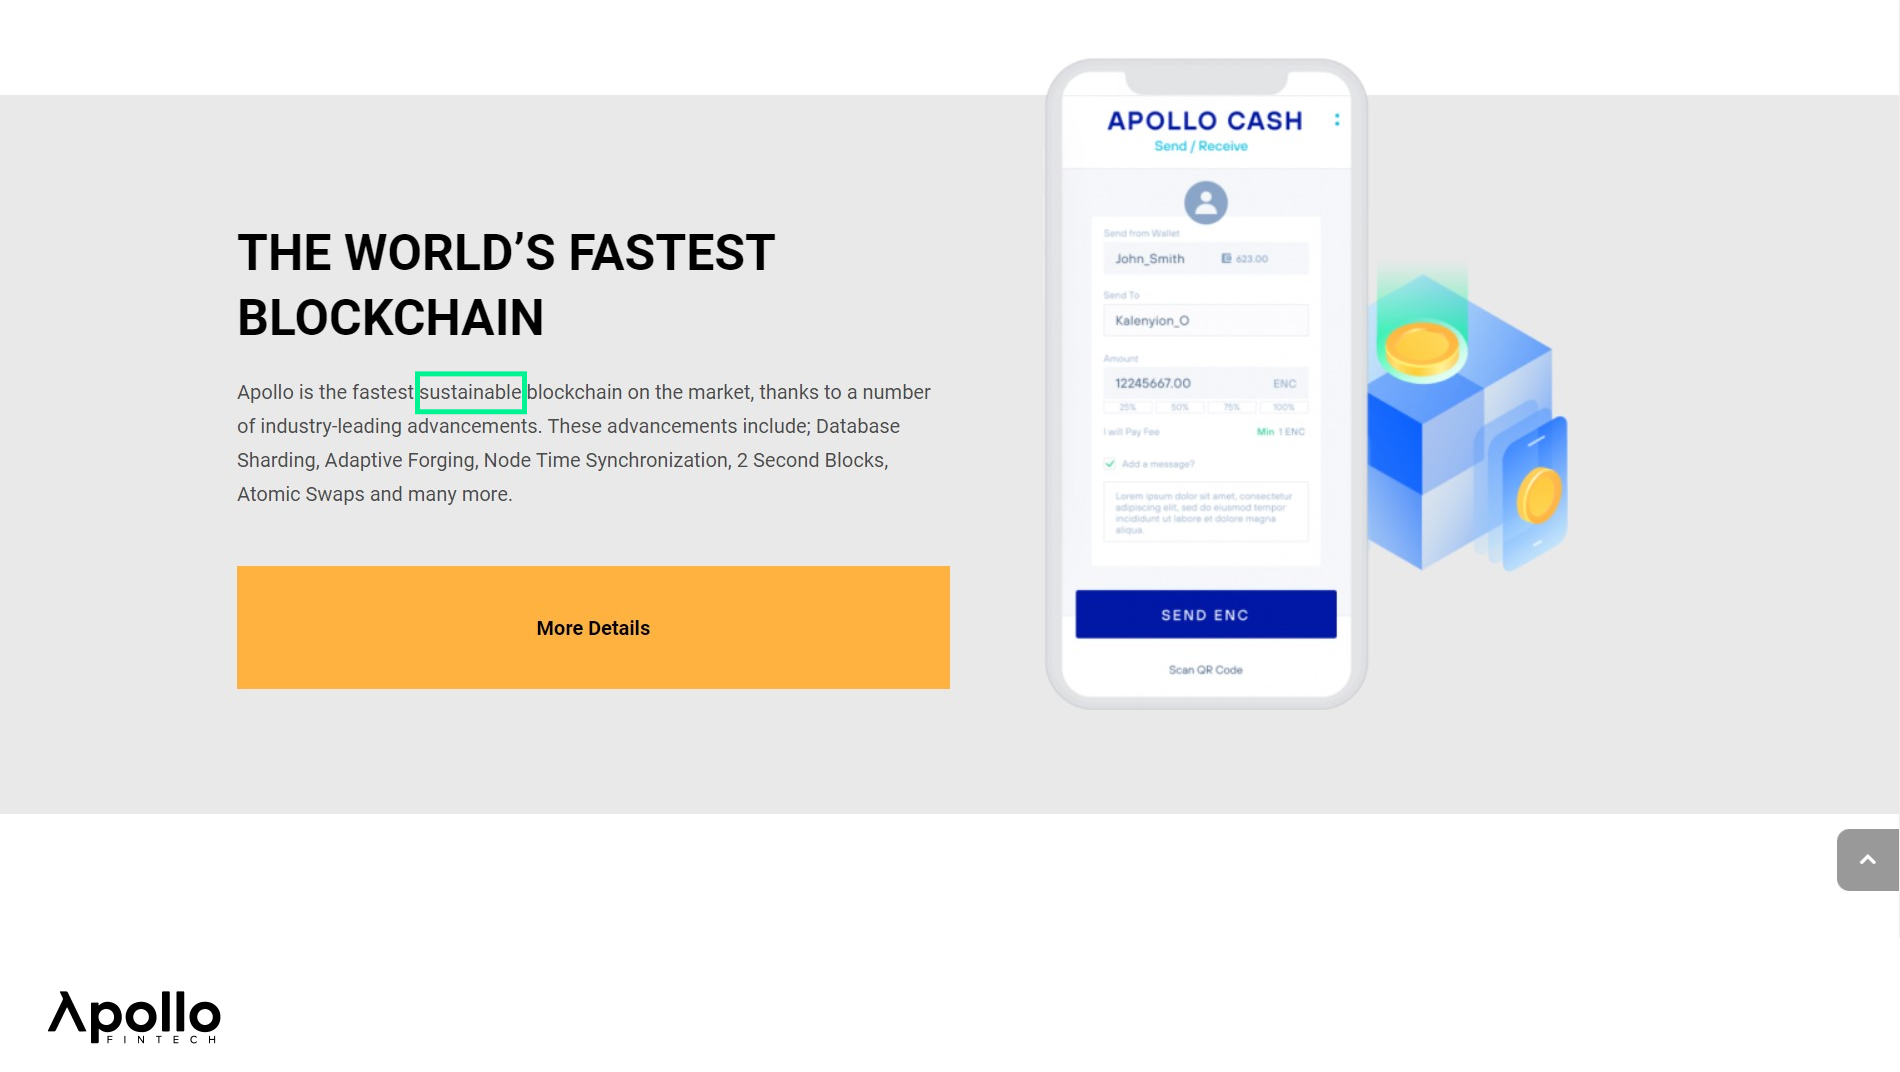 THE WORLD’S FASTEST
BLOCKCHAIN
Apollo is the fastest sustainable blockchain on the market, thanks to a number
of industry-leading advancements. These advancements include; Database
Sharding, Adaptive Forging, Node Time Synchronization, 2 Second Blocks,
Atomic Swaps and many more.
More Details
APOLLO CASH
Send / Receive
Send from Wallet
John_Smith 623.00
Send To
Kalenyion_O
Amount
12245667.00 ENC
25% 50% 75% 100%
I will Pay Fee Min 1 ENC
Add a message?
Lorem ipsum dolor sit amet, consectetur
adipiscing elit, sed do eiusmod tempor
incididunt ut labore et dolore magna
aliqua.
SEND ENC
Scan QR Code
Apollo
FINTECH